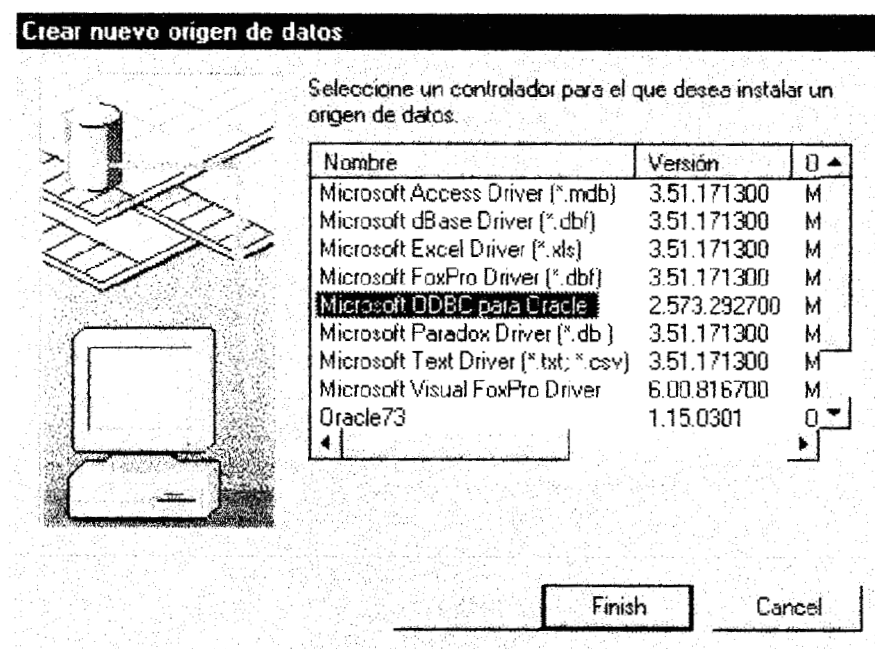 Crear nuevo origen de datos
Seleccione un controlador para el que desea instalar un
origen de datos.
Nombre Versión O
Microsoft Access Driver (*.mdb) 3.51.171300 M
Microsoft dBase Driver (*.dbf) 3.51.171300 M
Microsoft Excel Driver (*.xls) 3.51.171300 M
Microsoft FoxPro Driver (*.dbf) 3.51.171300 M
Microsoft ODBC para Oracle 2.573.292700 M
Microsoft Paradox Driver (*.db ) 3.51.171300 M
Microsoft Text Driver (*.txt; *.csv) 3.51.171300 M
Microsoft Visual FoxPro Driver 6.00.816700 M
Oracle73 1.15.0301 O
Finish Cancel